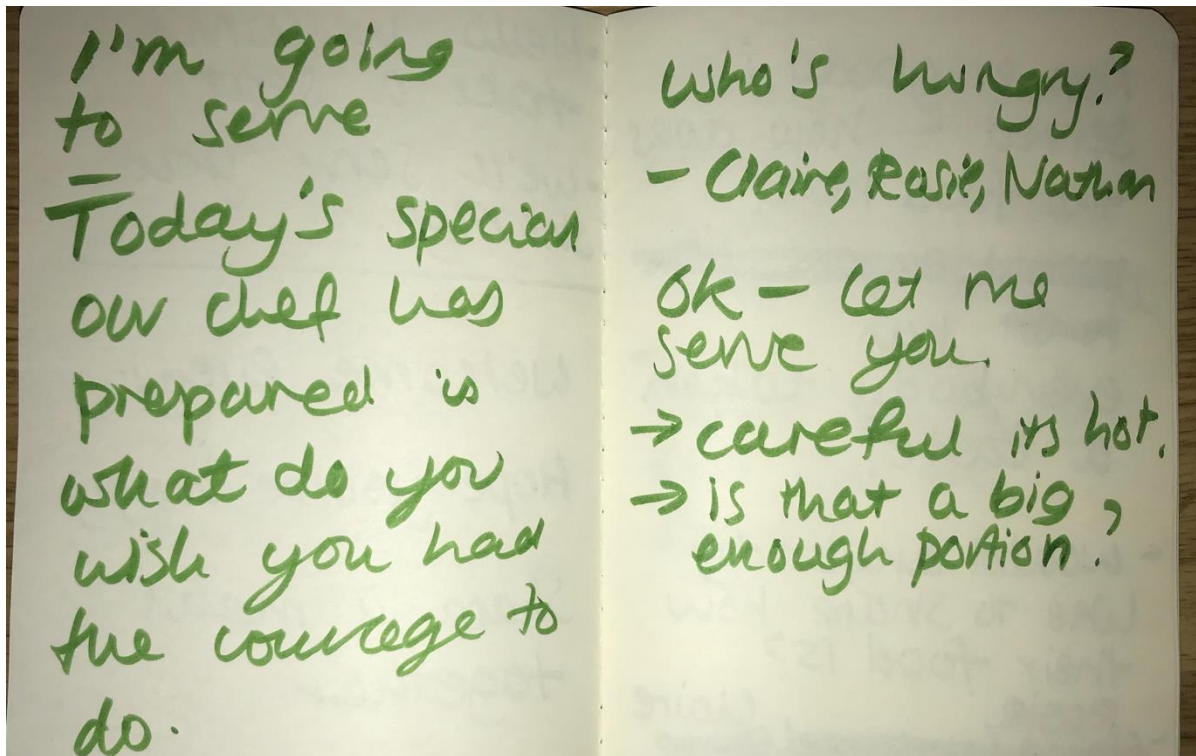 I'm going
to serve
–
Today's special
our chef has
prepared is
what do you
wish you had
the courage to
do.
who's hungry?
– Claire, Rosie, Nathan
Ok – let me
serve you.
→ careful its hot.
→ is that a big
enough portion?